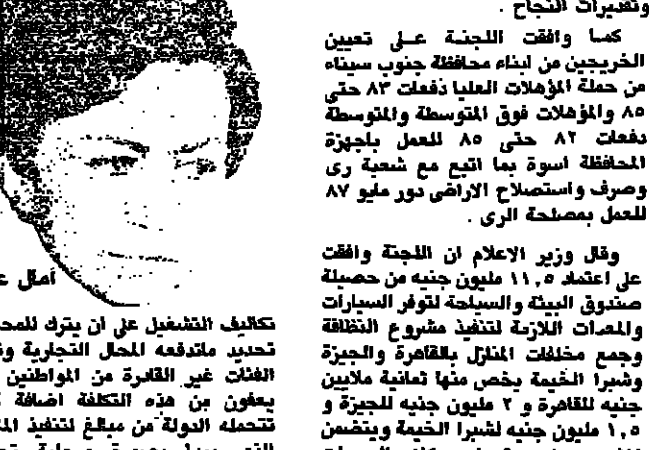 وتقديرات النجاح .
كما وافقت اللجنة على تعيين
الخريجين من ابناء محافظة جنوب سيناء
من حملة المؤهلات العليا دفعات ٨٣ حتى
٨٥ والمؤهلات فوق المتوسطة والمتوسطة
دفعات ٨٢ حتى ٨٥ للعمل باجهزة
المحافظة اسوة بما اتبع مع شعبة رى
وصرف واستصلاح الاراضى دور مايو ٨٧
للعمل بمصلحة الرى .
وقال وزير الاعلام ان اللجنة وافقت
على اعتماد ١١,٥ مليون جنيه من حصيلة
صندوق البيئة والسياحة لتوفر السيارات
والمعدات اللازمة لتنفيذ مشروع النظافة
وجمع مخلفات المنازل بالقاهرة والجيزة
وشبرا الخيمة يخص منها ثمانية ملايين
جنيه للقاهرة و ٢ مليون جنيه للجيزة و
١,٥ مليون جنيه لشبرا الخيمة ويتضمن
أمال
تكاليف التشغيل على ان يترك للمح
تحديد ماتدفعه المحال التجارية و
الفئات غير القادرة من المواطنين
يعفون من هذه التكلفة اضافة
تتحمله الدولة من مبالغ لتنفيذ